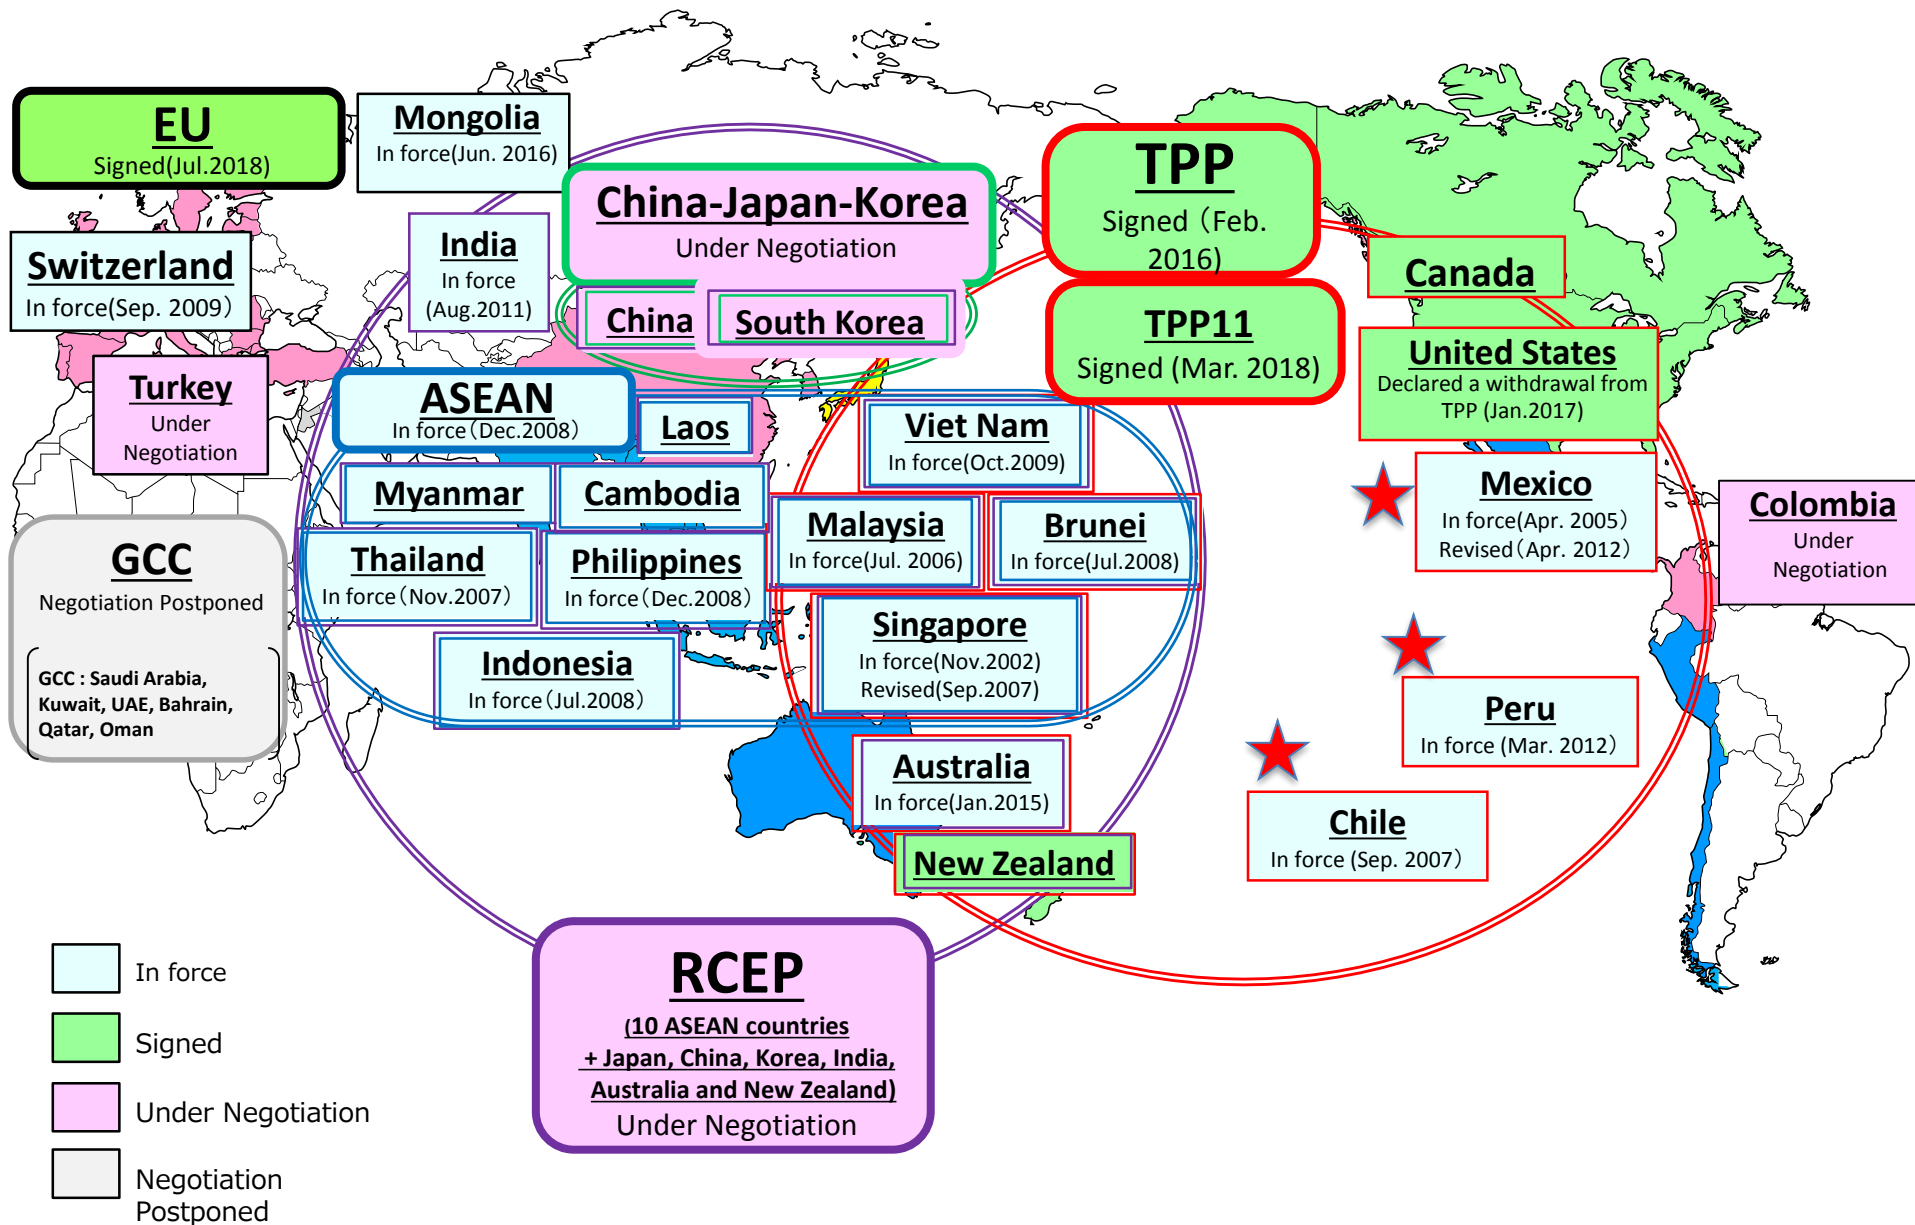 EU
Signed(Jul.2018)
Mongolia
In force(Jun. 2016)
China-Japan-Korea
Under Negotiation
TPP
Signed（Feb.
2016)
India
In force
(Aug.2011)
Switzerland
In force(Sep. 2009）
Canada
China
South Korea
TPP11
Signed (Mar. 2018)
United States
Declared a withdrawal from
TPP (Jan.2017)
Turkey
Under
Negotiation
ASEAN
In force（Dec.2008）
Laos
Viet Nam
In force(Oct.2009)
Myanmar
Cambodia
Malaysia
In force(Jul. 2006)
Brunei
In force(Jul.2008)
Mexico
In force(Apr. 2005）
Revised（Apr. 2012）
Colombia
Under
Negotiation
GCC
Negotiation Postponed
GCC : Saudi Arabia,
Kuwait, UAE, Bahrain,
Qatar, Oman
Thailand
In force（Nov.2007）
Philippines
In force（Dec.2008）
Singapore
In force(Nov.2002)
Revised(Sep.2007)
Indonesia
In force（Jul.2008）
Peru
In force (Mar. 2012）
Australia
In force(Jan.2015)
Chile
In force (Sep. 2007）
New Zealand
RCEP
(10 ASEAN countries
+ Japan, China, Korea, India,
Australia and New Zealand)
Under Negotiation
In force
Signed
Under Negotiation
Negotiation
Postponed